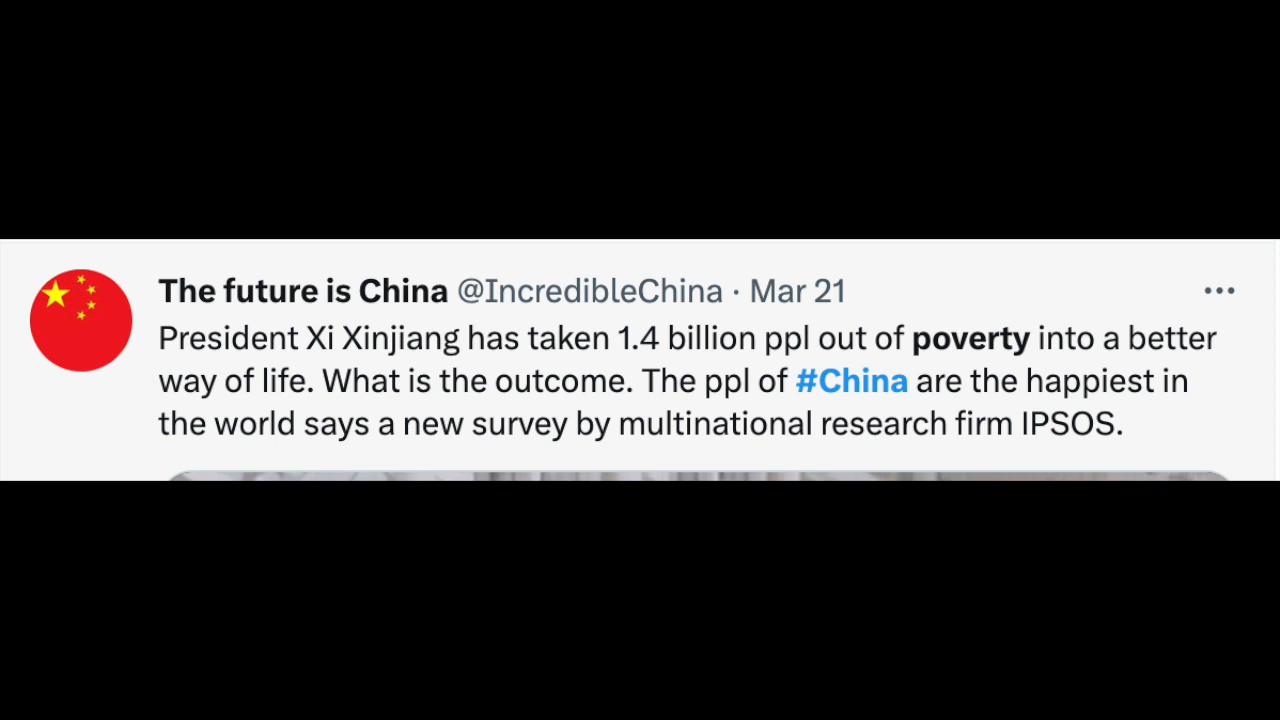 The future is China @IncredibleChina · Mar 21
President Xi Xinjiang has taken 1.4 billion ppl out of poverty into a better
way of life. What is the outcome. The ppl of #China are the happiest in
the world says a new survey by multinational research firm IPSOS.